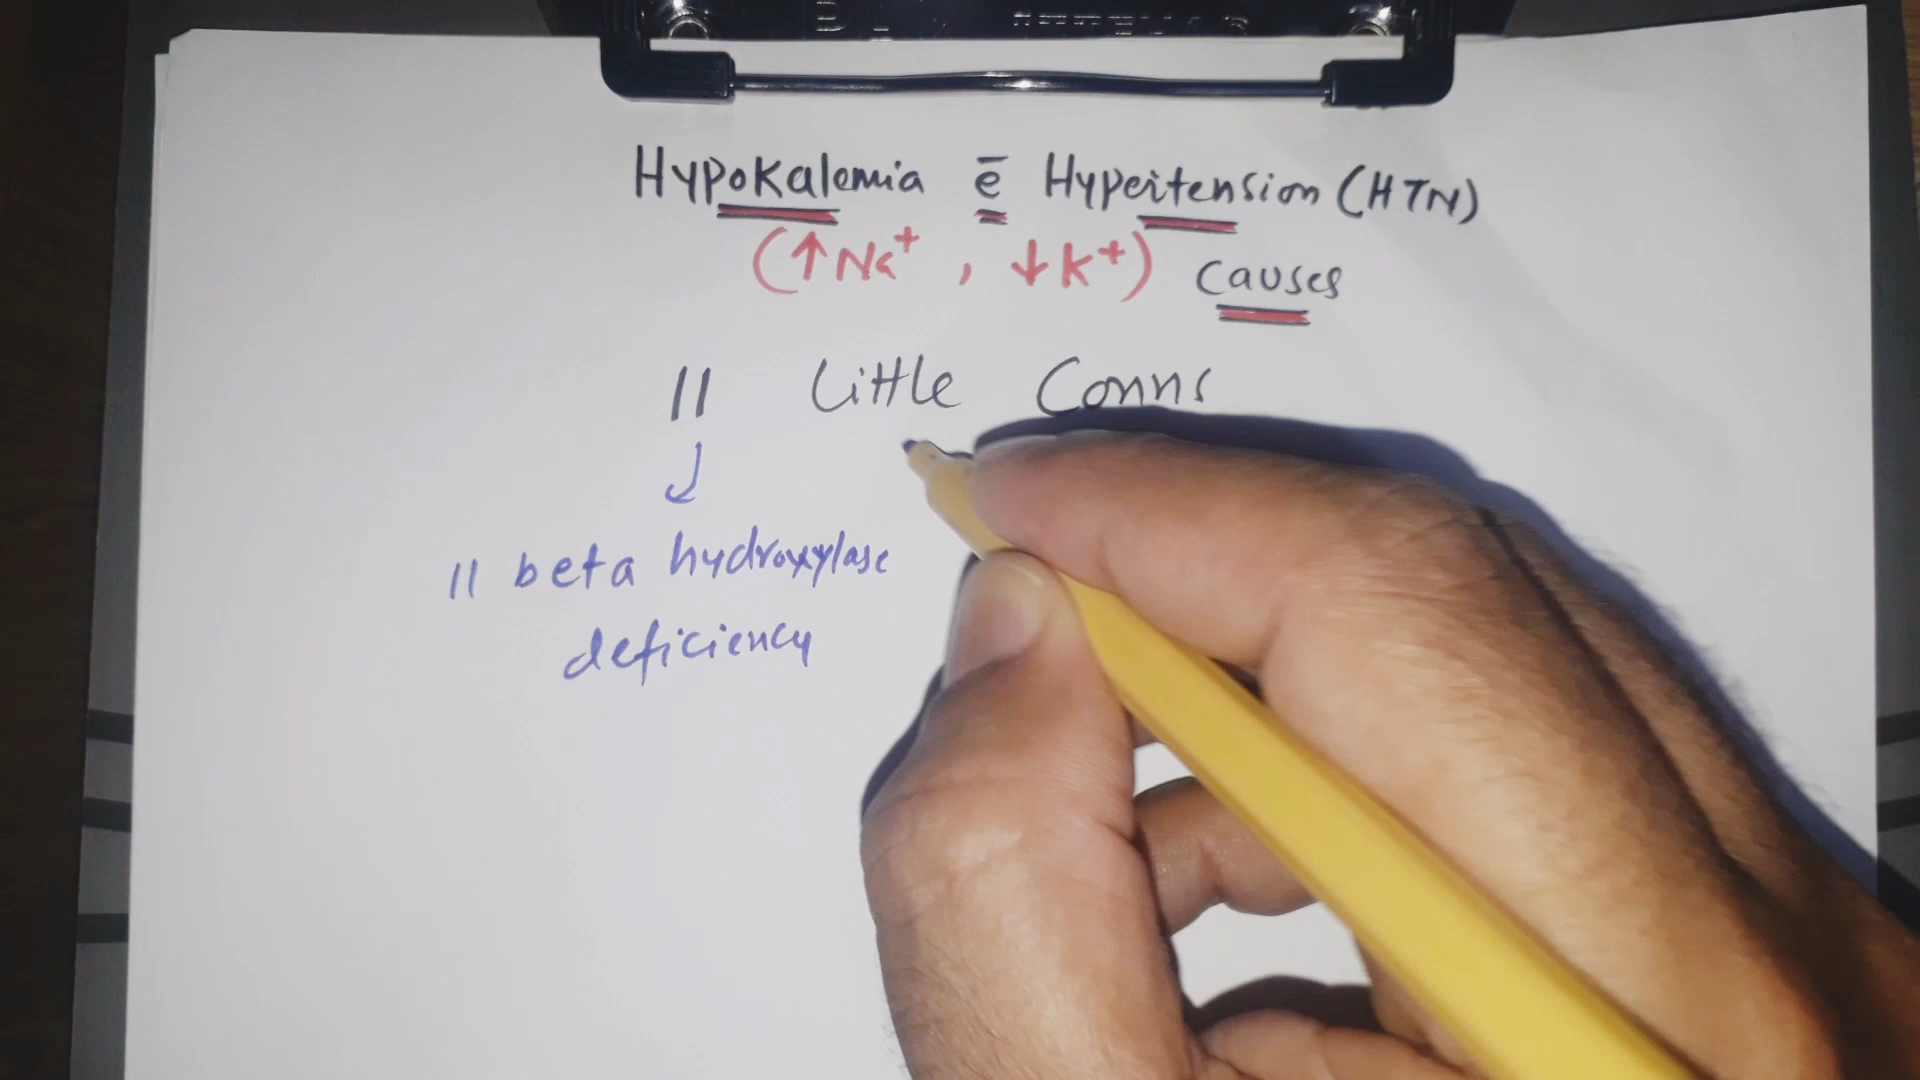 HypoKalemia ē Hypertension (HTN)
(↑Na⁺ , ↓K⁺) Causes
11 Little Conns
11 beta hydroxylase
deficiency